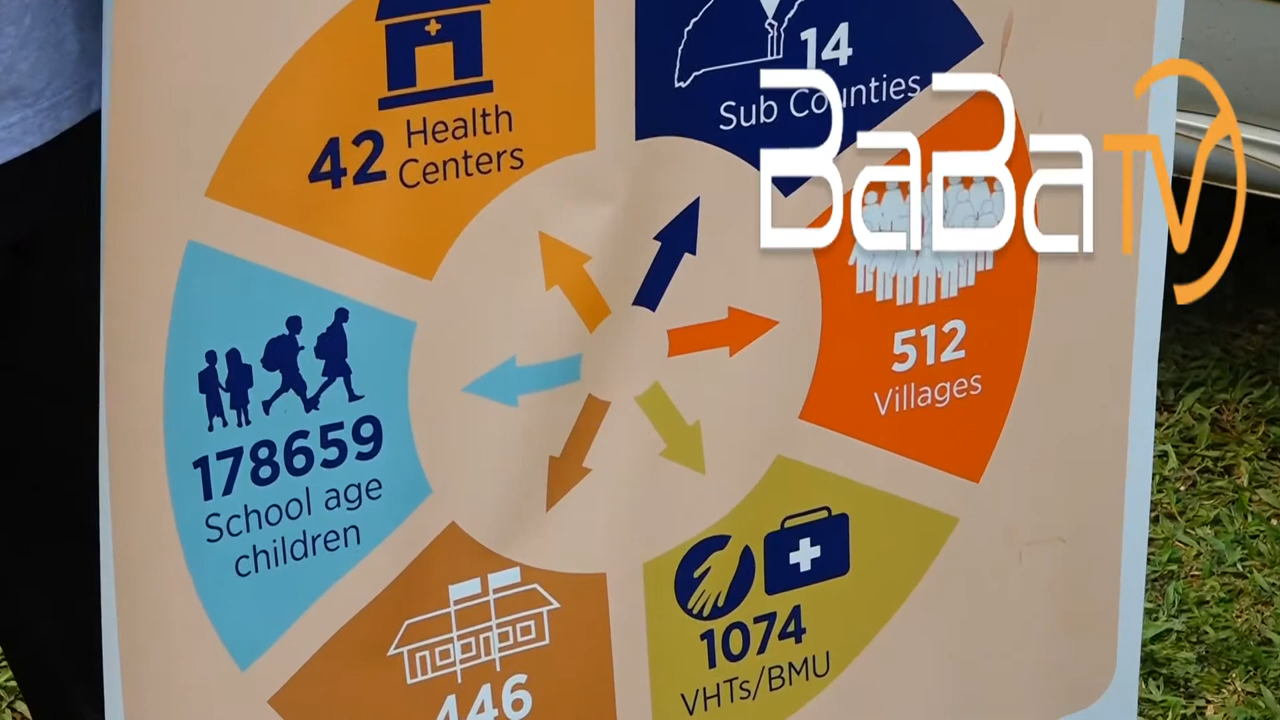 14
Sub Counties
42 Health
Centers
BaBa TV
512
Villages
178659
School age
children
1074
VHTs/BMU
446